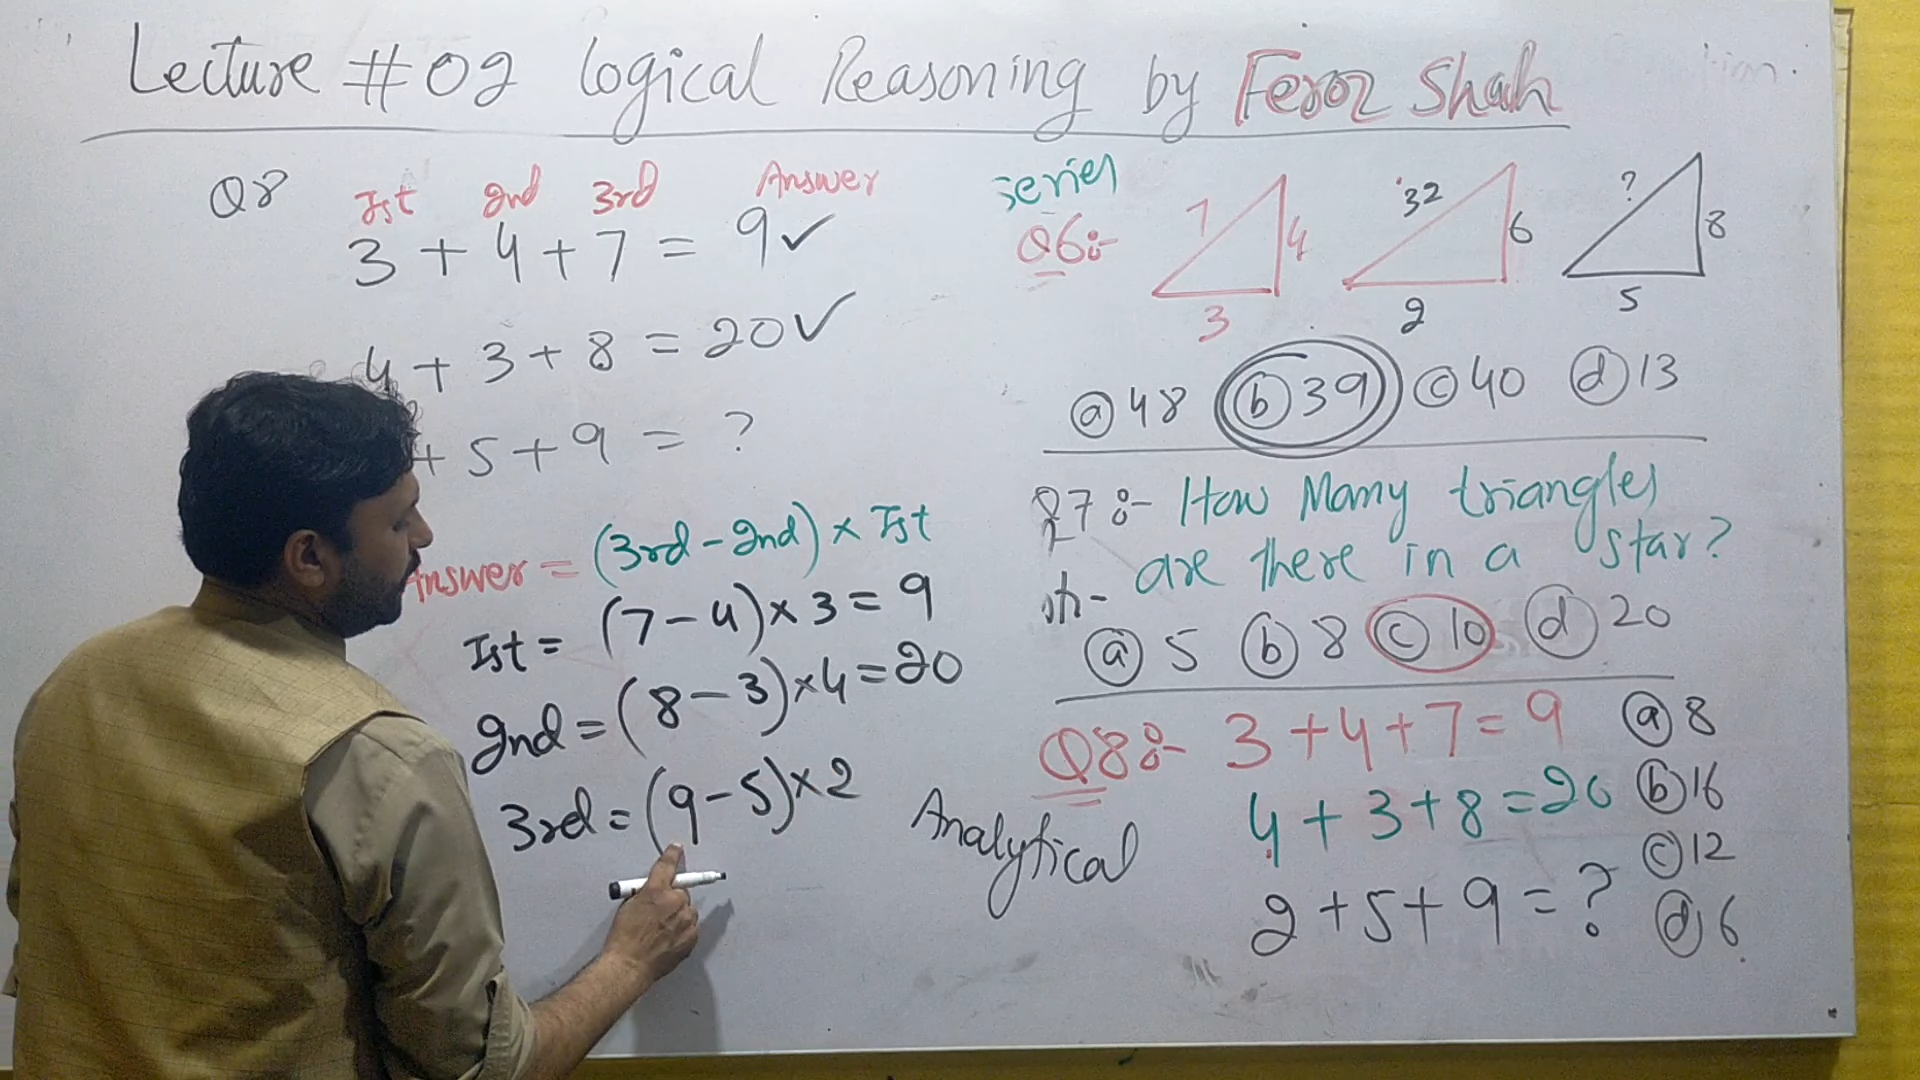 Lecture #02 Logical Reasoning by Feroz Shah
Q8
Ist 2nd 3rd Answer
3 + 4 + 7 = 9 ✓
4 + 3 + 8 = 20 ✓
+ 5 + 9 = ?
Answer = (3rd - 2nd) × Ist
Ist = (7 - 4) × 3 = 9
2nd = (8 - 3) × 4 = 20
3rd = (9 - 5) × 2
Analytical
series
Q6:-
7 4 3
32 6 2
? 8 5
(a) 48 (b) 39 (c) 40 (d) 13
Q7:- How Many triangles
are there in a star?
(a) 5 (b) 8 (c) 10 (d) 20
Q8:- 3 + 4 + 7 = 9 (a) 8
4 + 3 + 8 = 20 (b) 16
(c) 12
2 + 5 + 9 = ? (d) 6